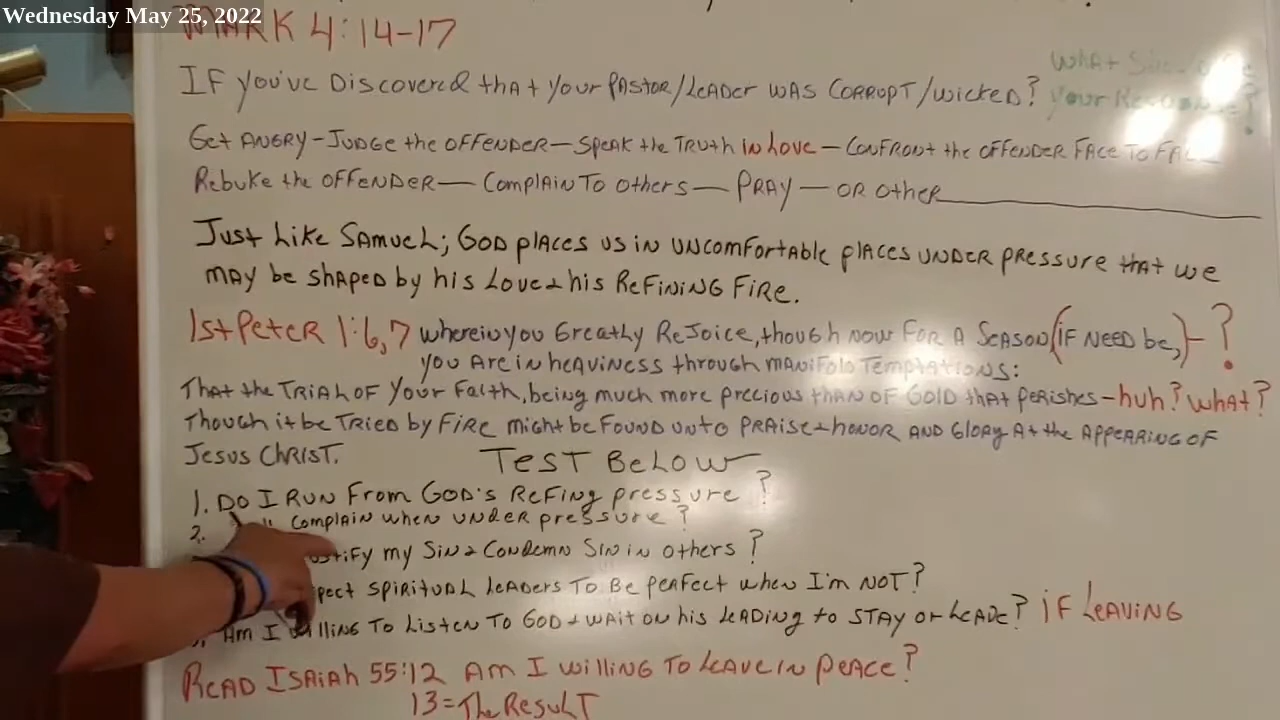 Wednesday May 25, 2022
MARK 4:14-17
What
your
IF you've Discovered that your Pastor/Leader was Corrupt/wicked?
Get Angry - Judge the Offender - Speak the Truth in Love - Confront the offender Face To
Rebuke the Offender - Complain To Others - Pray - or other
Just Like Samuel; God places us in uncomfortable places under pressure that we
may be shaped by his Love & his Refining Fire.
1st Peter 1:6,7 wherein you Greatly Rejoice, though now For A Season (IF need be,) - ?
you Are in heaviness through manifold Temptations:
That the Trial of your Faith, being much more precious than of Gold that perishes - huh? what?
Though it be Tried by Fire might be Found unto Praise & honor and Glory At the Appearing of
Jesus Christ.
Test Below
1. Do I Run From God's Refing pressure?
2. Complain when under pressure?
my Sin & Condemn Sin in others?
Spiritual Leaders To Be perfect when I'm Not?
Am I willing To Listen To God & wait on his Leading to Stay or Leave? if Leaving
Read Isaiah 55:12 Am I willing To Leave in peace?
13=The Result